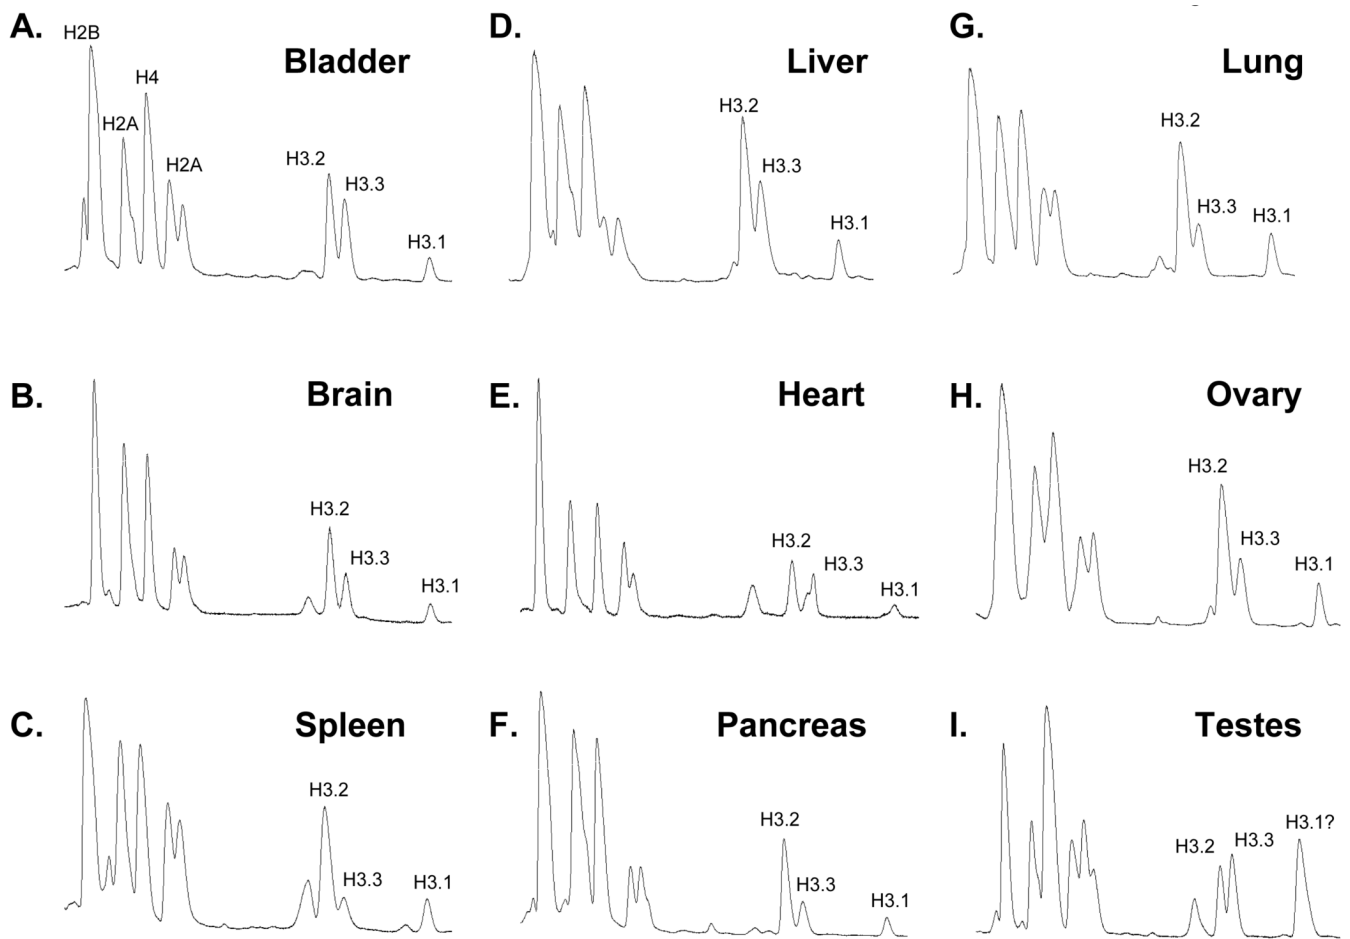 A.
Bladder
H2B
H2A
H4
H2A
H3.2
H3.3
H3.1
D.
Liver
H3.2
H3.3
H3.1
G.
Lung
H3.2
H3.3
H3.1
B.
Brain
H3.2
H3.3
H3.1
E.
Heart
H3.2
H3.3
H3.1
H.
Ovary
H3.2
H3.3
H3.1
C.
Spleen
H3.2
H3.3
H3.1
F.
Pancreas
H3.2
H3.3
H3.1
I.
Testes
H3.2
H3.3
H3.1?